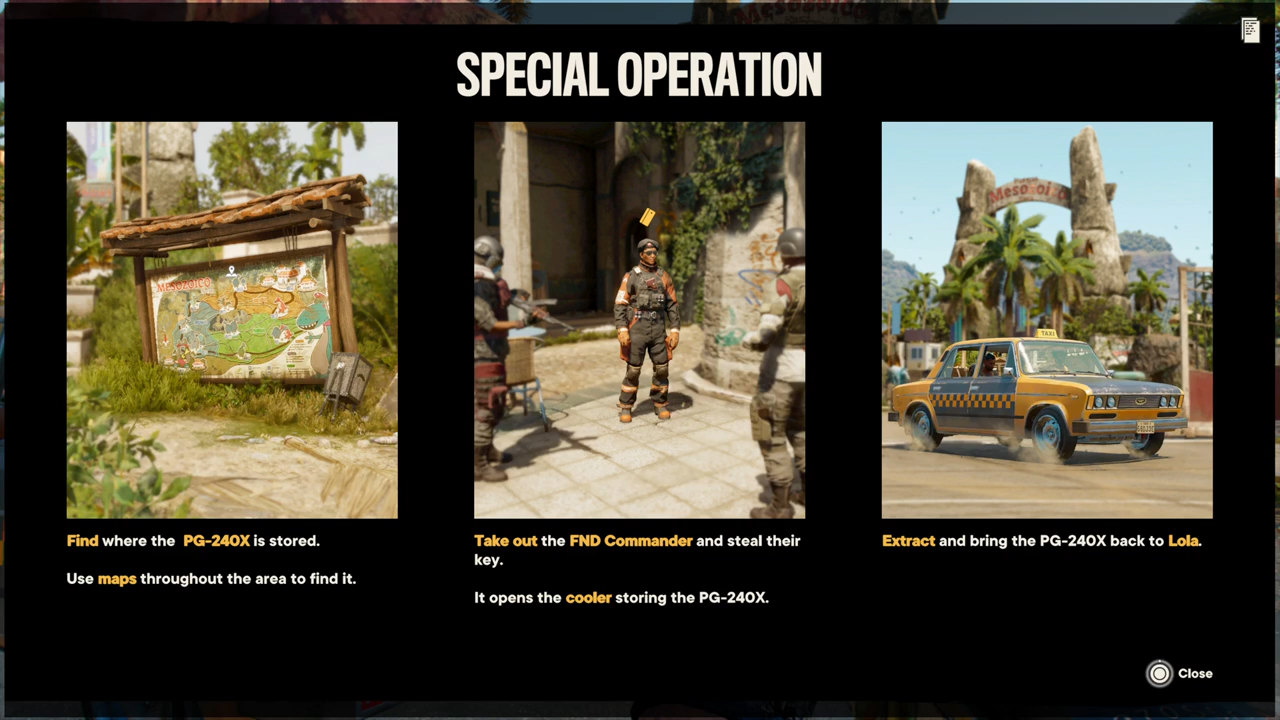 SPECIAL OPERATION
MESOZOICO
TAXI
Find where the PG-240X is stored.
Use maps throughout the area to find it.
Take out the FND Commander and steal their
key.
It opens the cooler storing the PG-240X.
Extract and bring the PG-240X back to Lola.
Close